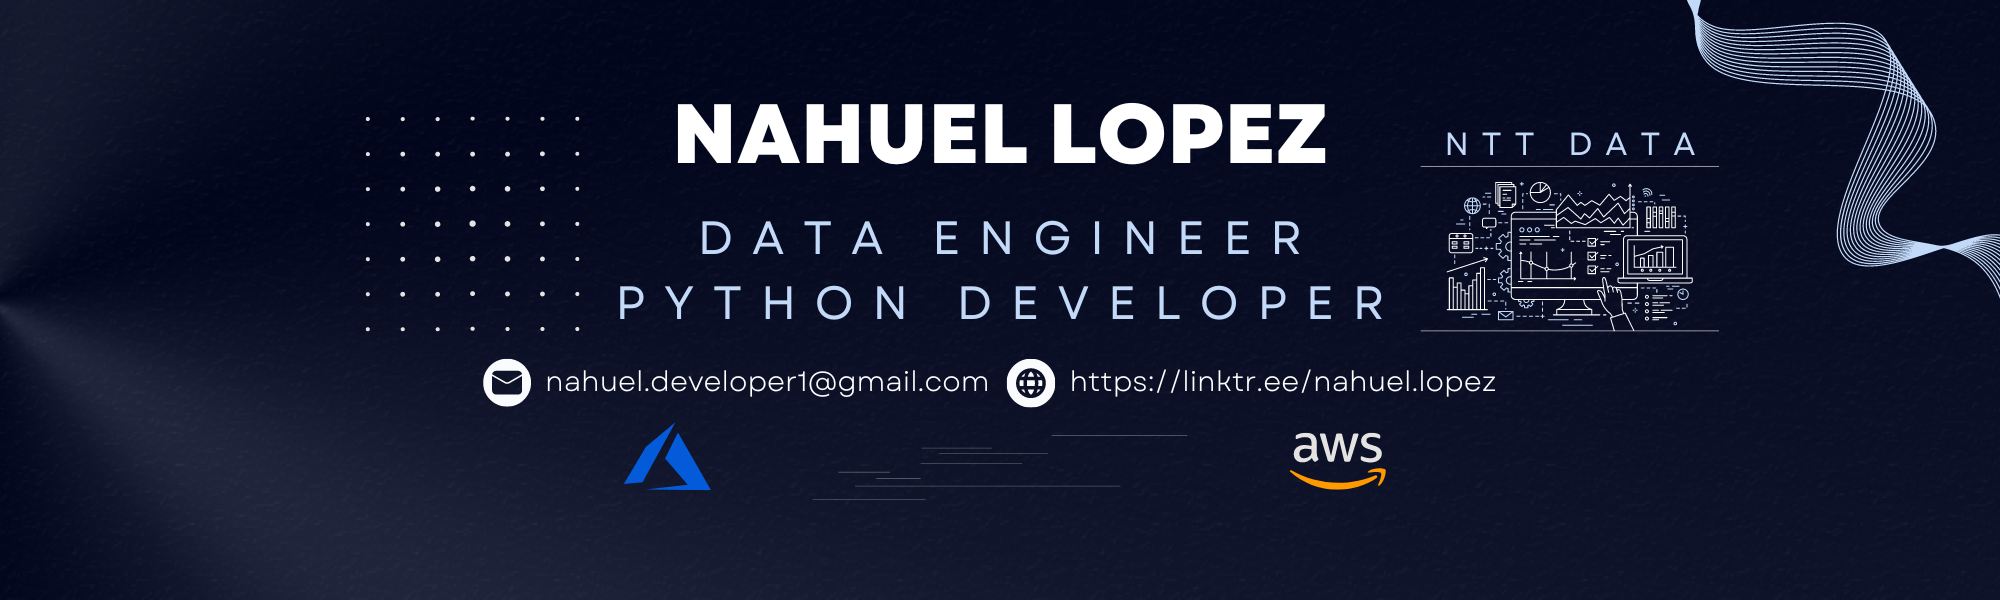 NAHUEL LOPEZ
NTT DATA
DATA ENGINEER
PYTHON DEVELOPER
nahuel.developer1@gmail.com
https://linktr.ee/nahuel.lopez
aws